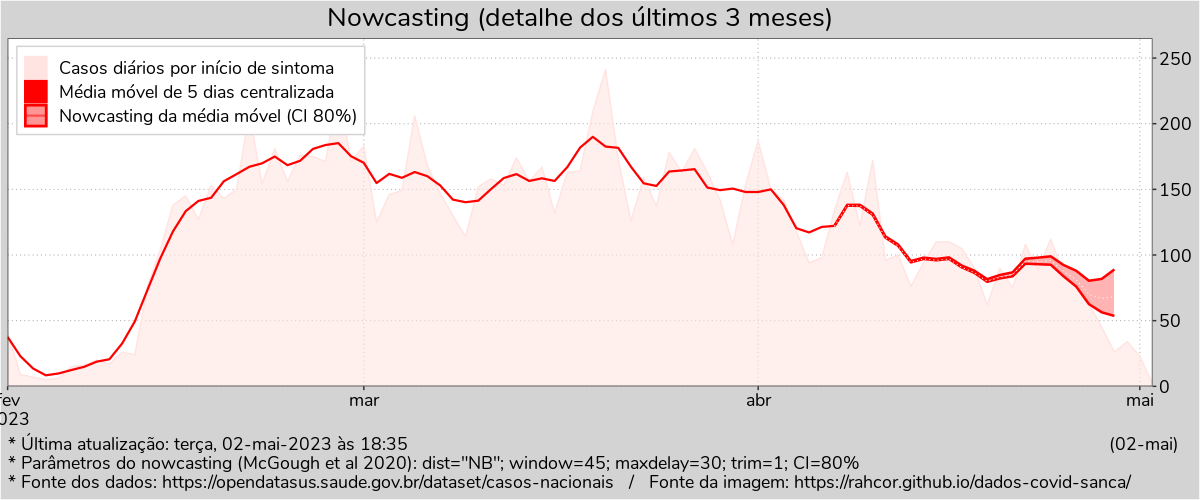 Nowcasting (detalhe dos últimos 3 meses)
Casos diários por início de sintoma
Média móvel de 5 dias centralizada
Nowcasting da média móvel (CI 80%)
250
200
150
100
50
0
fev
mar
abr
mai
023
* Última atualização: terça, 02-mai-2023 às 18:35
(02-mai)
* Parâmetros do nowcasting (McGough et al 2020): dist="NB"; window=45; maxdelay=30; trim=1; CI=80%
* Fonte dos dados: https://opendatasus.saude.gov.br/dataset/casos-nacionais / Fonte da imagem: https://rahcor.github.io/dados-covid-sanca/